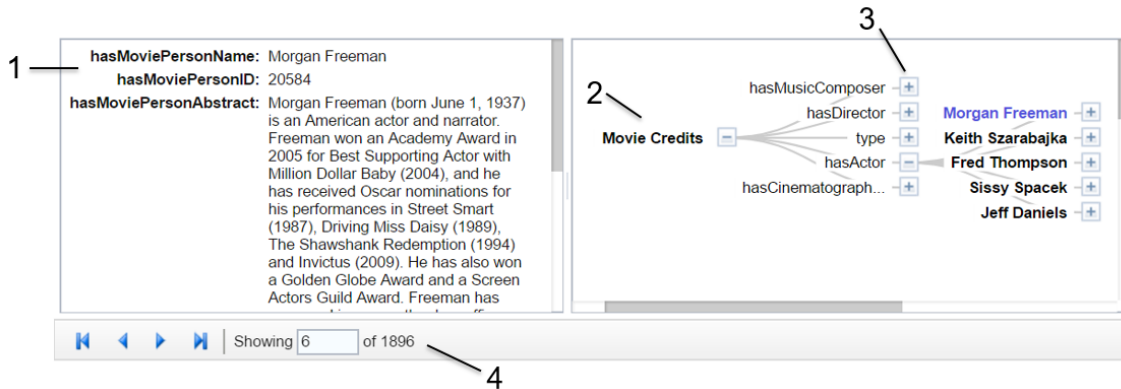 1
hasMoviePersonName: Morgan Freeman
hasMoviePersonID: 20584
hasMoviePersonAbstract: Morgan Freeman (born June 1, 1937)
is an American actor and narrator.
Freeman won an Academy Award in
2005 for Best Supporting Actor with
Million Dollar Baby (2004), and he
has received Oscar nominations for
his performances in Street Smart
(1987), Driving Miss Daisy (1989),
The Shawshank Redemption (1994)
and Invictus (2009). He has also won
a Golden Globe Award and a Screen
Actors Guild Award. Freeman has
2
Movie Credits
3
hasMusicComposer
hasDirector
type
hasActor
hasCinematograph...
Morgan Freeman
Keith Szarabajka
Fred Thompson
Sissy Spacek
Jeff Daniels
Showing 6 of 1896
4